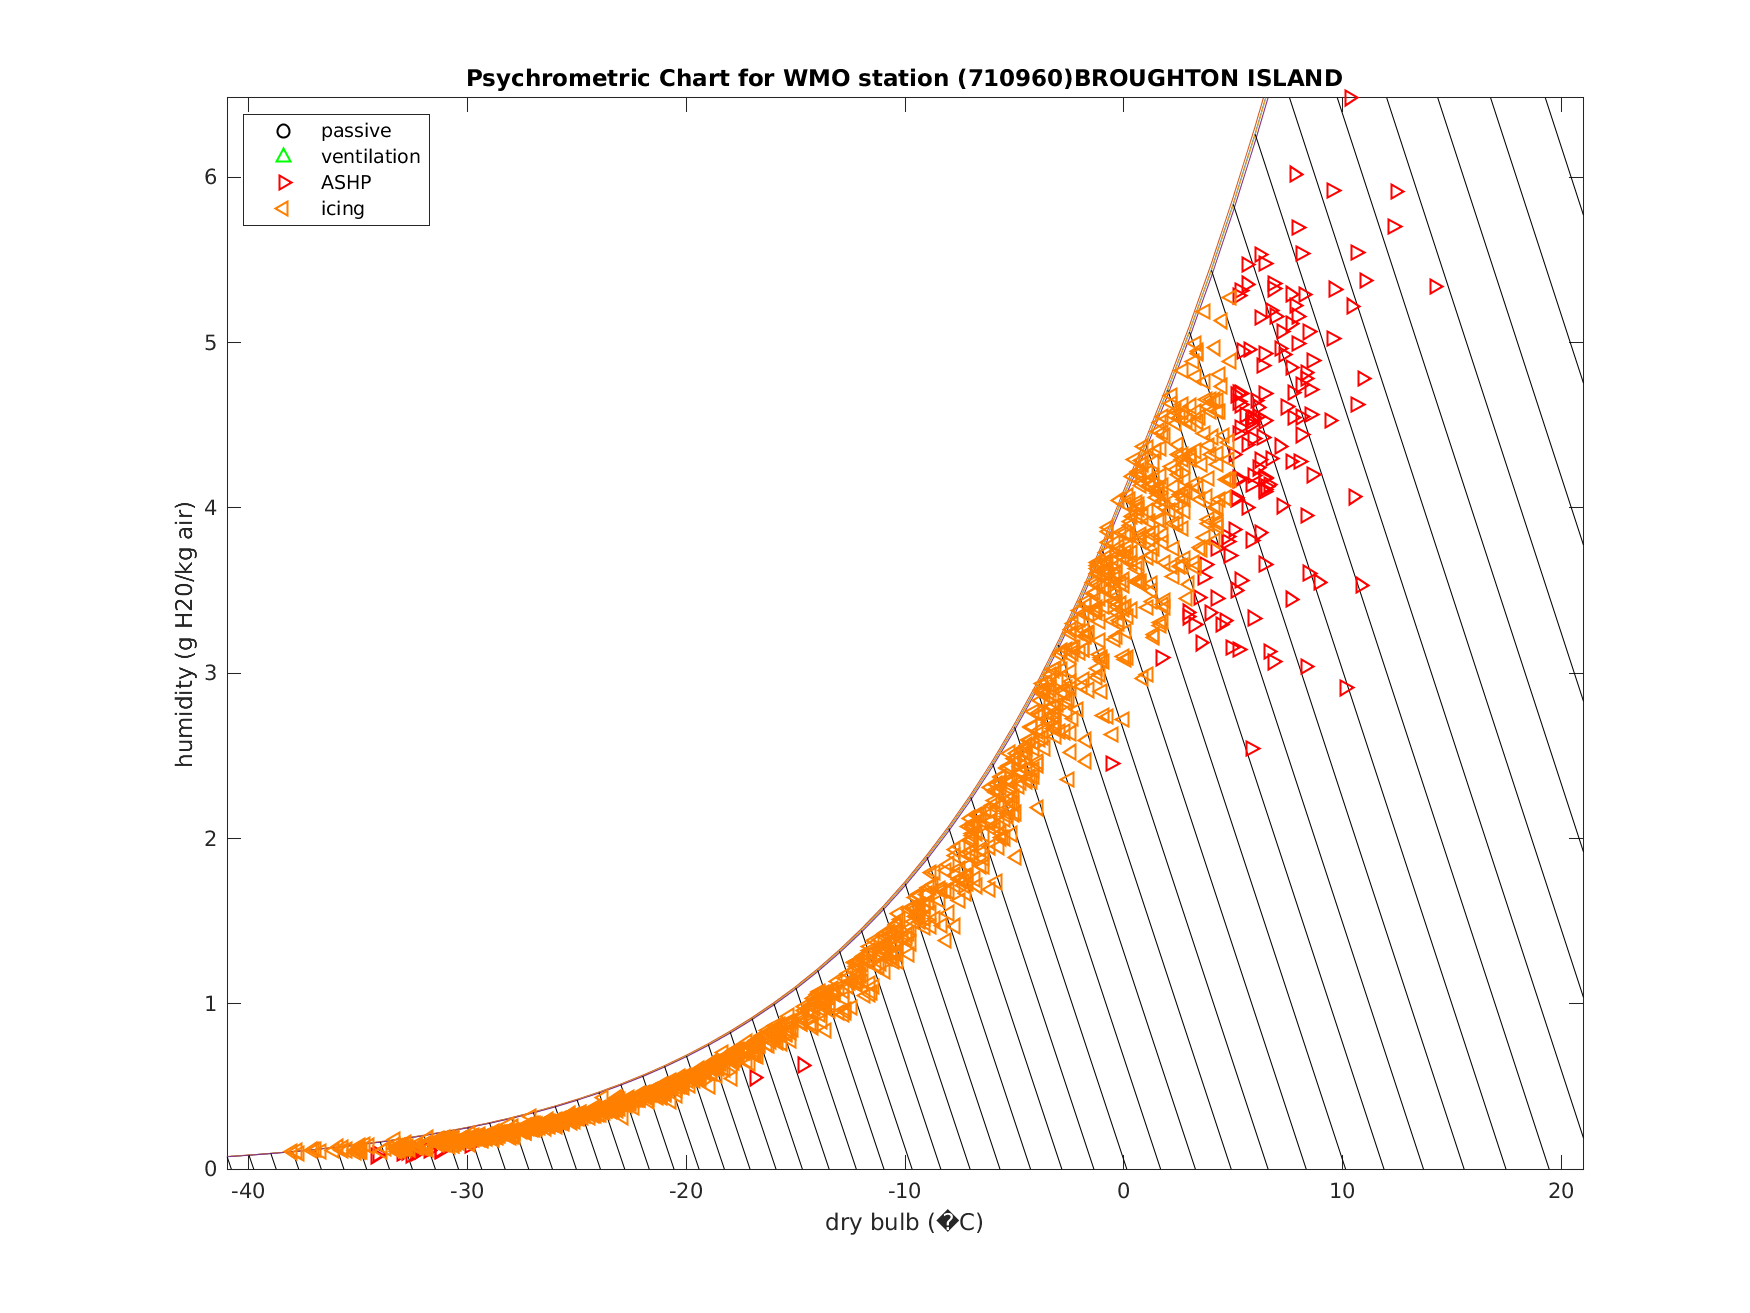 Psychrometric Chart for WMO station (710960)BROUGHTON ISLAND
passive
ventilation
ASHP
icing
6
5
4
3
2
1
0
humidity (g H20/kg air)
-40 -30 -20 -10 0 10 20
dry bulb (�C)